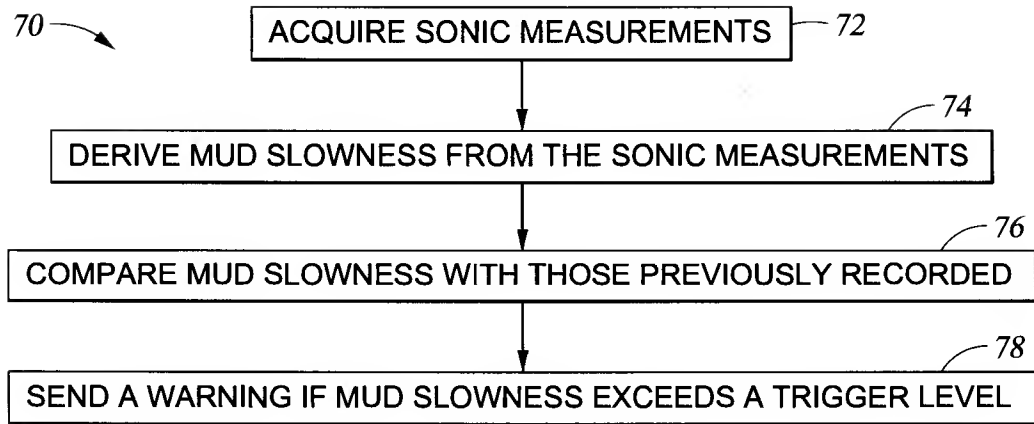 70
ACQUIRE SONIC MEASUREMENTS
72
74
DERIVE MUD SLOWNESS FROM THE SONIC MEASUREMENTS
76
COMPARE MUD SLOWNESS WITH THOSE PREVIOUSLY RECORDED
78
SEND A WARNING IF MUD SLOWNESS EXCEEDS A TRIGGER LEVEL